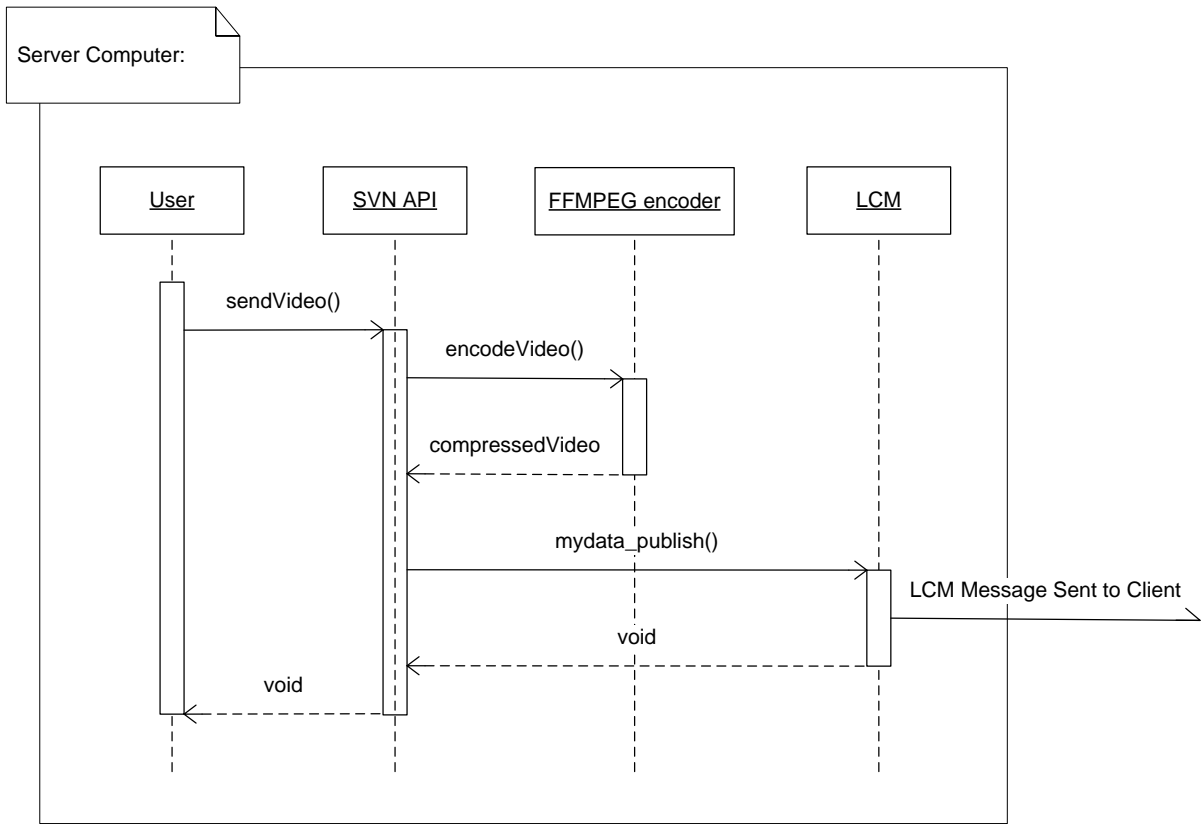 Server Computer:
User
SVN API
FFMPEG encoder
LCM
sendVideo()
encodeVideo()
compressedVideo
mydata_publish()
LCM Message Sent to Client
void
void